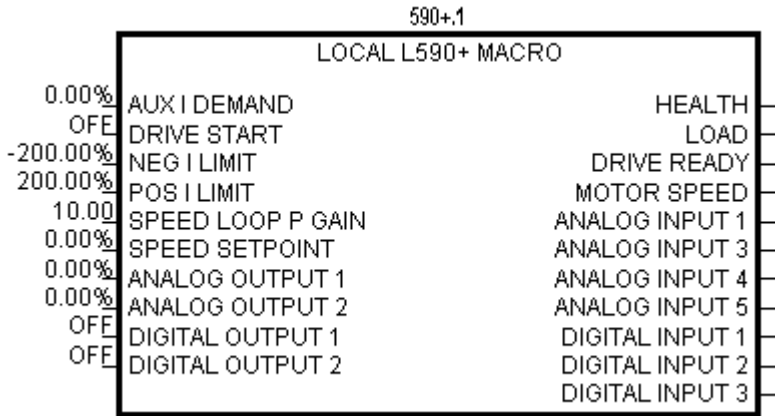 590+.1
LOCAL L590+ MACRO
0.00% AUX I DEMAND HEALTH
OFF DRIVE START LOAD
-200.00% NEG I LIMIT DRIVE READY
200.00% POS I LIMIT MOTOR SPEED
10.00 SPEED LOOP P GAIN ANALOG INPUT 1
0.00% SPEED SETPOINT ANALOG INPUT 3
0.00% ANALOG OUTPUT 1 ANALOG INPUT 4
0.00% ANALOG OUTPUT 2 ANALOG INPUT 5
OFF DIGITAL OUTPUT 1 DIGITAL INPUT 1
OFF DIGITAL OUTPUT 2 DIGITAL INPUT 2
DIGITAL INPUT 3